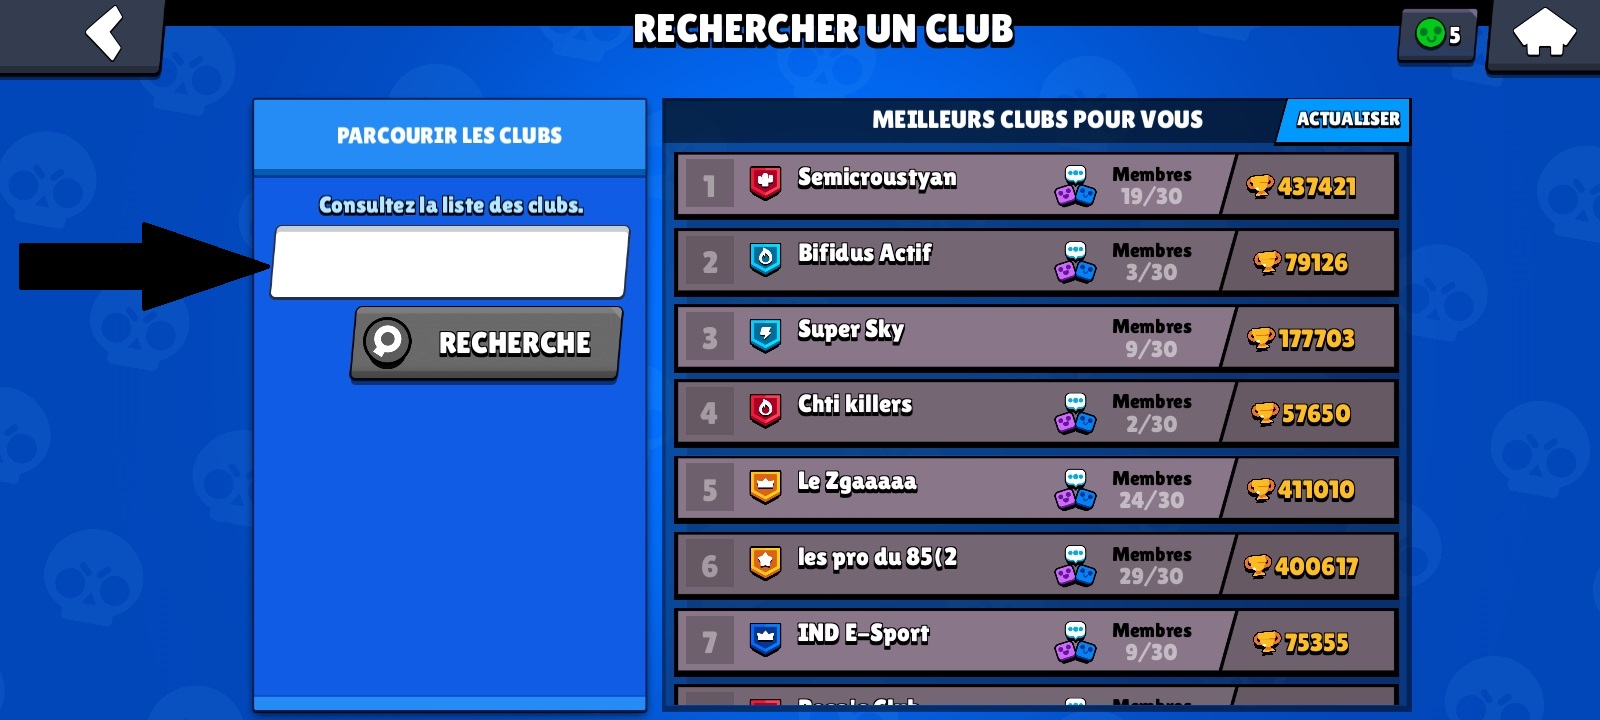 RECHERCHER UN CLUB
5
PARCOURIR LES CLUBS
Consultez la liste des clubs.
RECHERCHE
MEILLEURS CLUBS POUR VOUS
ACTUALISER
1 Semicroustyan Membres 19/30 437421
2 Bifidus Actif Membres 3/30 79126
3 Super Sky Membres 9/30 177703
4 Chti killers Membres 2/30 57650
5 Le Zgaaaaa Membres 24/30 411010
6 les pro du 85(2 Membres 29/30 400617
7 IND E-Sport Membres 9/30 75355
Membres